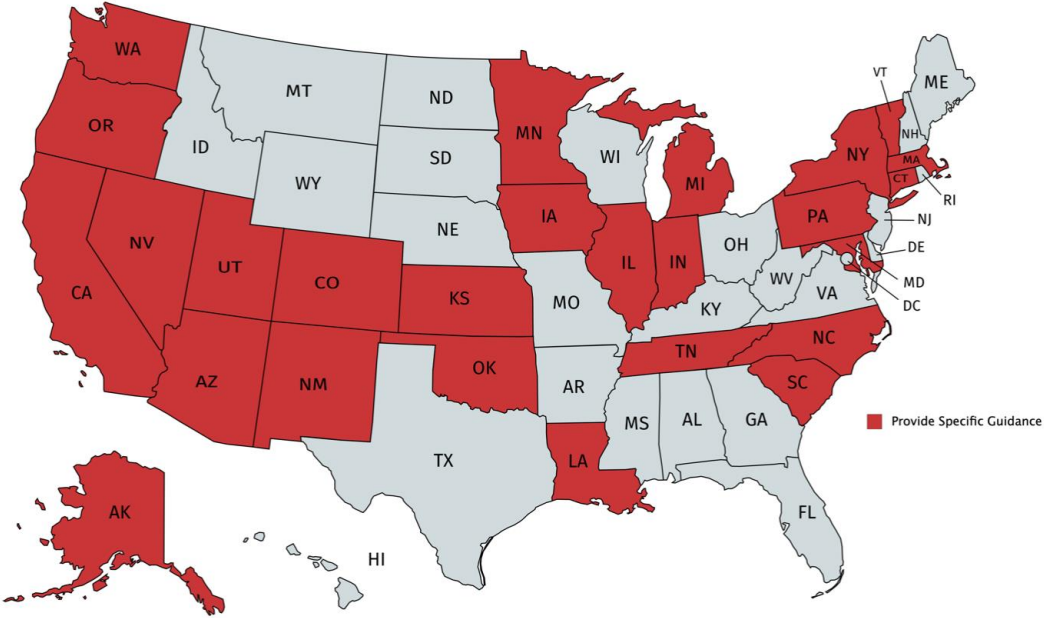 WA
MT
ND
MN
VT
ME
OR
ID
SD
WI
NH
NY
MA
WY
MI
CT
RI
IA
PA
NJ
NE
NV
OH
DE
UT
IL
IN
CO
WV
MD
CA
KS
MO
VA
DC
KY
NC
TN
OK
AZ
NM
AR
SC
MS
AL
GA
Provide Specific Guidance
TX
LA
AK
FL
HI